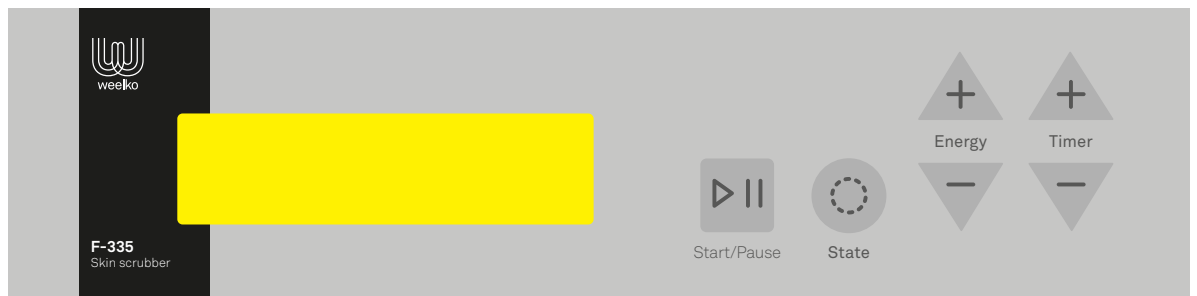 weelko
F-335
Skin scrubber
Start/Pause
State
Energy
Timer